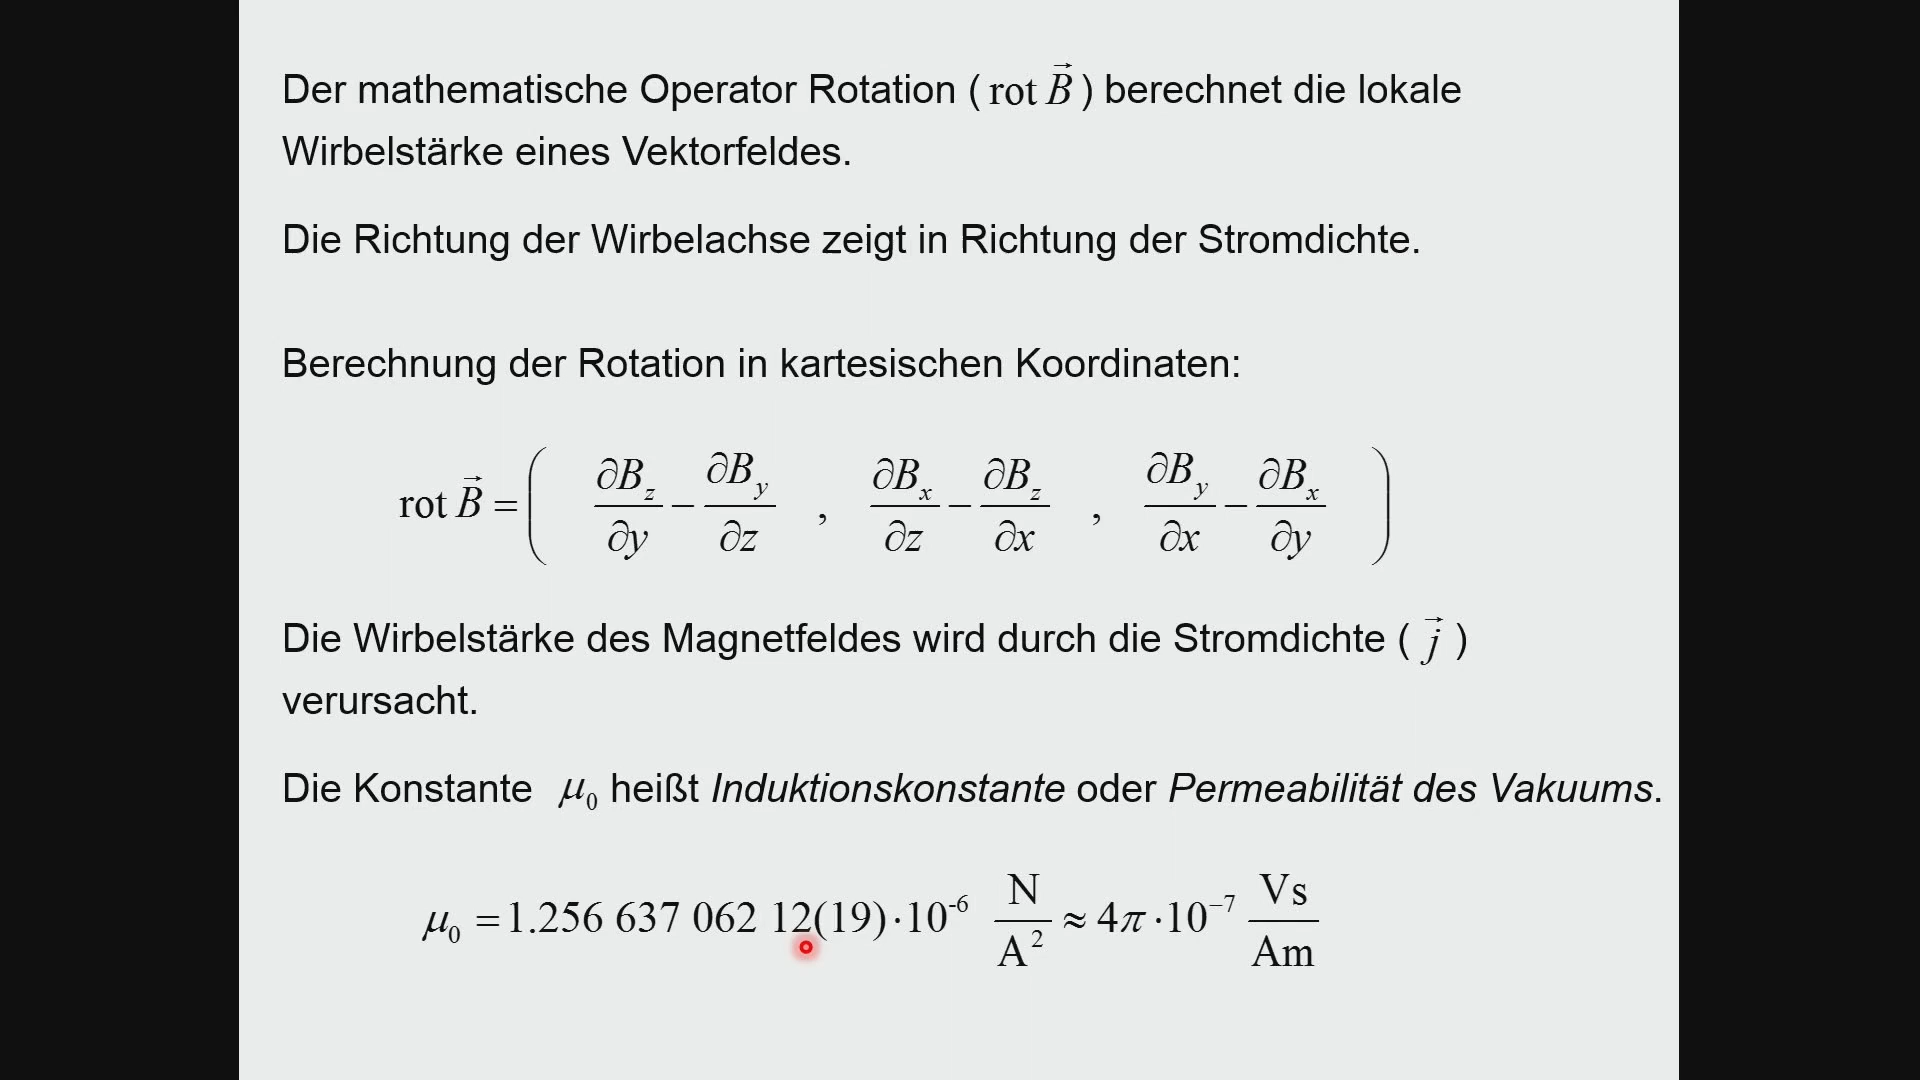 Der mathematische Operator Rotation ( rot B⃗ ) berechnet die lokale
Wirbelstärke eines Vektorfeldes.
Die Richtung der Wirbelachse zeigt in Richtung der Stromdichte.
Berechnung der Rotation in kartesischen Koordinaten:
rot B⃗ = ( ∂B_z/∂y − ∂B_y/∂z , ∂B_x/∂z − ∂B_z/∂x , ∂B_y/∂x − ∂B_x/∂y )
Die Wirbelstärke des Magnetfeldes wird durch die Stromdichte ( j⃗ )
verursacht.
Die Konstante μ₀ heißt Induktionskonstante oder Permeabilität des Vakuums.
μ₀ = 1.256 637 062 12(19)·10⁻⁶ N/A² ≈ 4π·10⁻⁷ Vs/Am